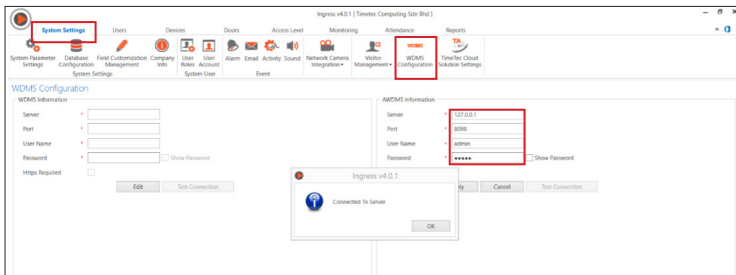 Ingress v4.0.1 ( Timetec Computing Sdn Bhd )
System Settings Users Devices Doors Access Level Monitoring Attendance Reports
System Parameter Settings Database Configuration Field Customization Management Company Info User Roles User Account Alarm Email Activity Sound Network Camera Integration Visitor Management WDMS Configuration TimeTec Cloud Solution Settings
System Settings System User Event
WDMS Configuration
WDMS Information AWDMS Information
Server * Server * 127.0.0.1
Port * Port * 8098
User Name * User Name * admin
Password * Show Password Password * ••••• Show Password
Https Required
Edit Test Connection Cancel Test Connection
Ingress v4.0.1
Connected To Server
OK